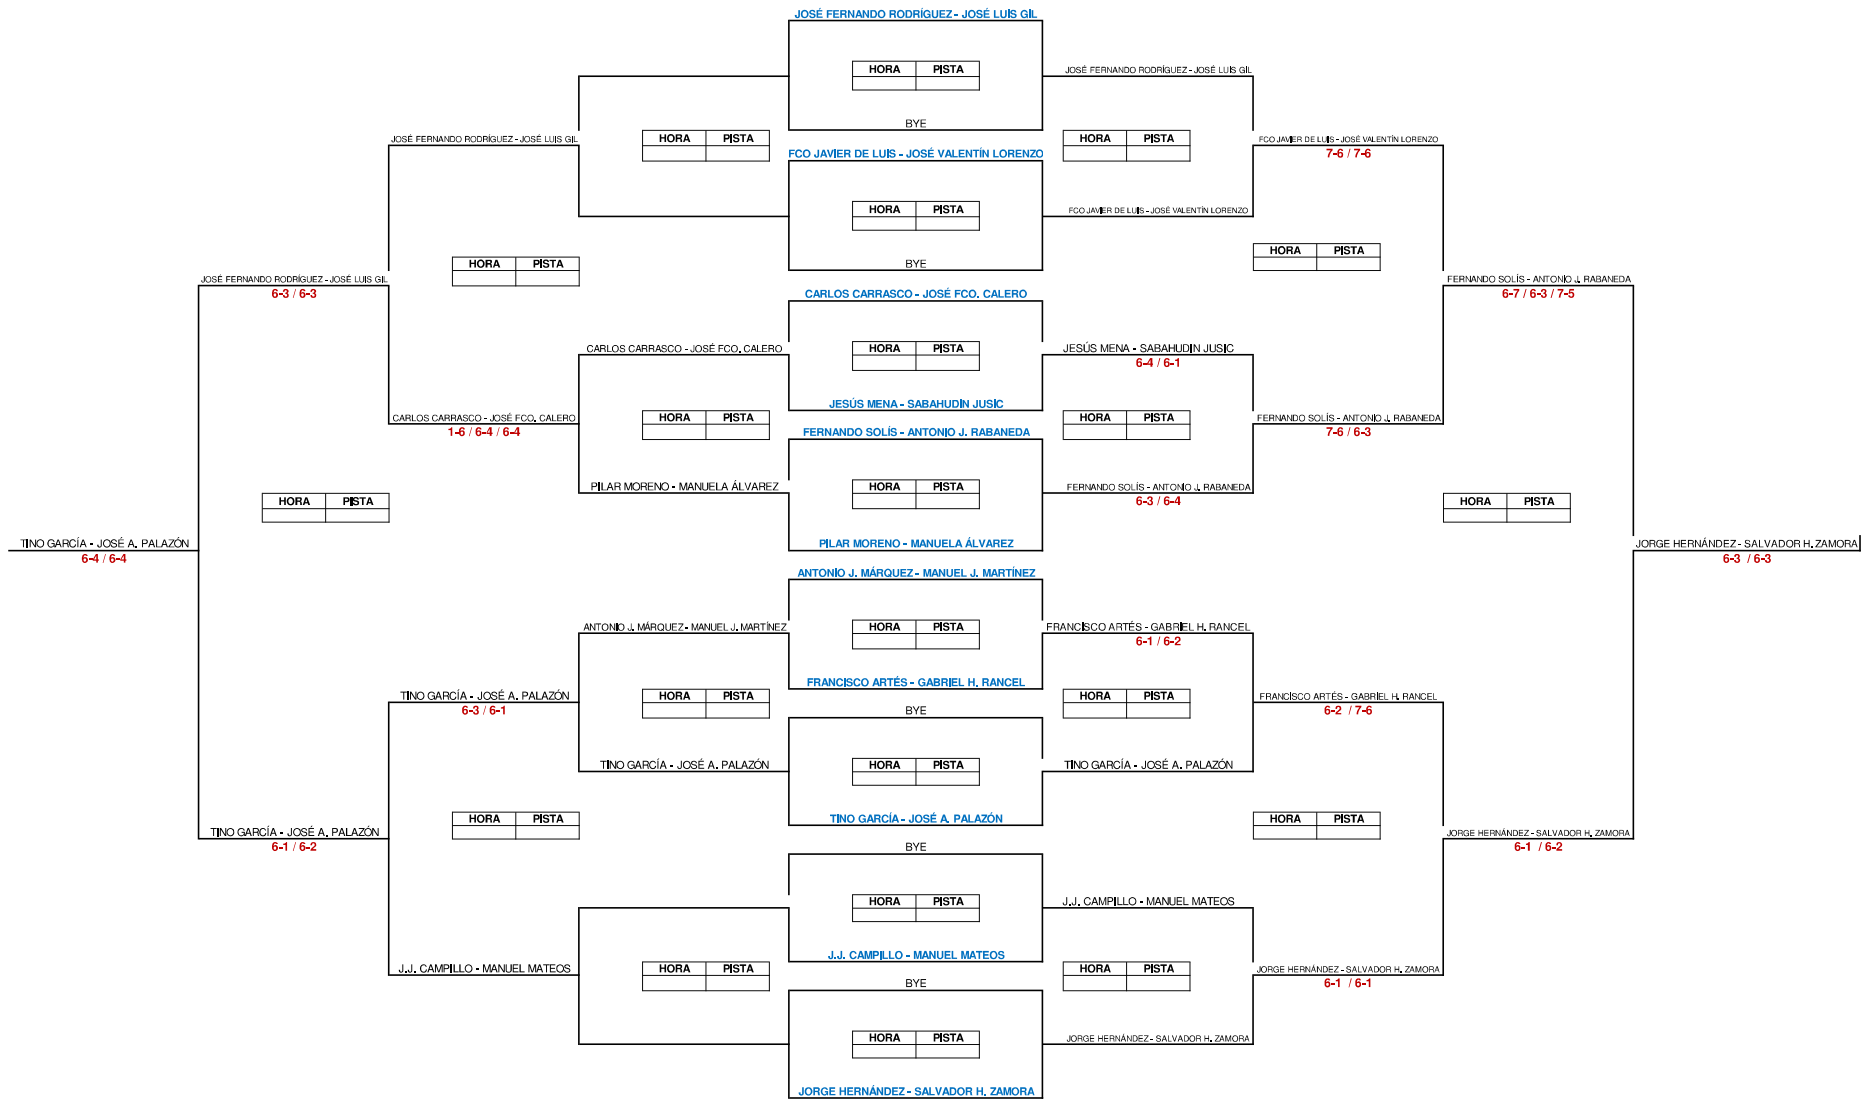 JOSÉ FERNANDO RODRÍGUEZ - JOSÉ LUIS GIL
HORA PISTA
JOSÉ FERNANDO RODRÍGUEZ - JOSÉ LUIS GIL
BYE
JOSÉ FERNANDO RODRÍGUEZ - JOSÉ LUIS GIL
HORA PISTA
HORA PISTA
FCO JAVIER DE LUIS - JOSÉ VALENTÍN LORENZO
7-6 / 7-6
FCO JAVIER DE LUIS - JOSÉ VALENTÍN LORENZO
HORA PISTA
FCO JAVIER DE LUIS - JOSÉ VALENTÍN LORENZO
HORA PISTA
BYE
HORA PISTA
JOSÉ FERNANDO RODRÍGUEZ - JOSÉ LUIS GIL
6-3 / 6-3
FERNANDO SOLÍS - ANTONIO J. RABANEDA
6-7 / 6-3 / 7-5
CARLOS CARRASCO - JOSÉ FCO. CALERO
CARLOS CARRASCO - JOSÉ FCO. CALERO
HORA PISTA
JESÚS MENA - SABAHUDIN JUSIC
6-4 / 6-1
JESÚS MENA - SABAHUDIN JUSIC
CARLOS CARRASCO - JOSÉ FCO. CALERO
1-6 / 6-4 / 6-4
HORA PISTA
HORA PISTA
FERNANDO SOLÍS - ANTONIO J. RABANEDA
7-6 / 6-3
FERNANDO SOLÍS - ANTONIO J. RABANEDA
PILAR MORENO - MANUELA ÁLVAREZ
HORA PISTA
FERNANDO SOLÍS - ANTONIO J. RABANEDA
6-3 / 6-4
HORA PISTA
HORA PISTA
PILAR MORENO - MANUELA ÁLVAREZ
TINO GARCÍA - JOSÉ A. PALAZÓN
6-4 / 6-4
JORGE HERNÁNDEZ - SALVADOR H. ZAMORA
6-3 / 6-3
ANTONIO J. MÁRQUEZ - MANUEL J. MARTÍNEZ
ANTONIO J. MÁRQUEZ - MANUEL J. MARTÍNEZ
HORA PISTA
FRANCISCO ARTÉS - GABRIEL H. RANCEL
6-1 / 6-2
FRANCISCO ARTÉS - GABRIEL H. RANCEL
TINO GARCÍA - JOSÉ A. PALAZÓN
6-3 / 6-1
HORA PISTA
HORA PISTA
FRANCISCO ARTÉS - GABRIEL H. RANCEL
6-2 / 7-6
BYE
TINO GARCÍA - JOSÉ A. PALAZÓN
HORA PISTA
TINO GARCÍA - JOSÉ A. PALAZÓN
TINO GARCÍA - JOSÉ A. PALAZÓN
HORA PISTA
HORA PISTA
TINO GARCÍA - JOSÉ A. PALAZÓN
6-1 / 6-2
JORGE HERNÁNDEZ - SALVADOR H. ZAMORA
6-1 / 6-2
BYE
HORA PISTA
J.J. CAMPILLO - MANUEL MATEOS
J.J. CAMPILLO - MANUEL MATEOS
J.J. CAMPILLO - MANUEL MATEOS
HORA PISTA
HORA PISTA
JORGE HERNÁNDEZ - SALVADOR H. ZAMORA
6-1 / 6-1
BYE
HORA PISTA
JORGE HERNÁNDEZ - SALVADOR H. ZAMORA
JORGE HERNÁNDEZ - SALVADOR H. ZAMORA